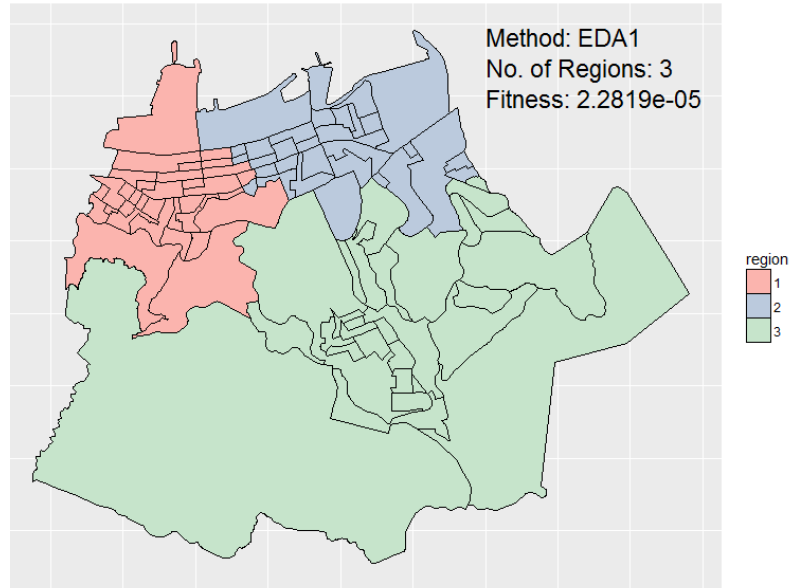 Method: EDA1
No. of Regions: 3
Fitness: 2.2819e-05
region
1
2
3